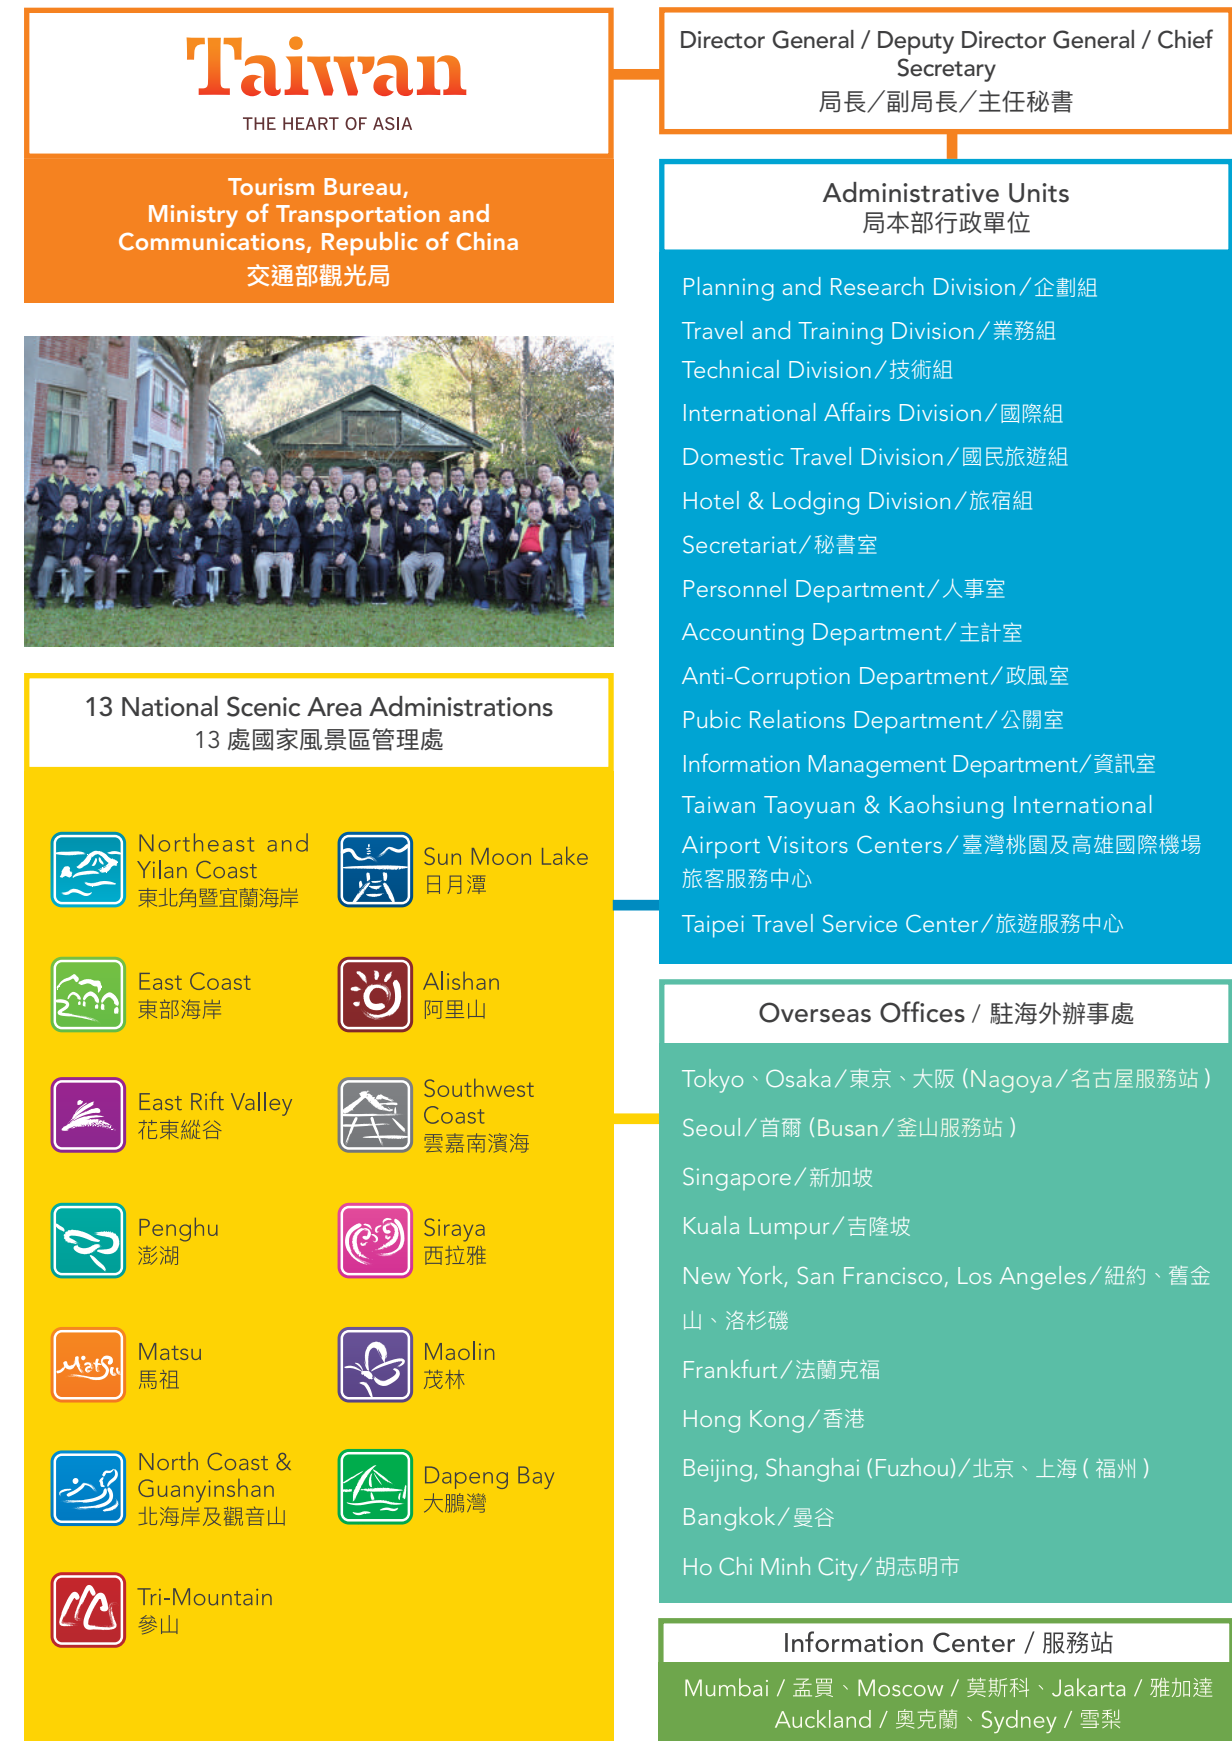 Taiwan
THE HEART OF ASIA
Tourism Bureau,
Ministry of Transportation and
Communications, Republic of China
交通部觀光局
Director General / Deputy Director General / Chief
Secretary
局長／副局長／主任秘書
Administrative Units
局本部行政單位
Planning and Research Division／企劃組
Travel and Training Division／業務組
Technical Division／技術組
International Affairs Division／國際組
Domestic Travel Division／國民旅遊組
Hotel & Lodging Division／旅宿組
Secretariat／秘書室
Personnel Department／人事室
Accounting Department／主計室
Anti-Corruption Department／政風室
Pubic Relations Department／公關室
Information Management Department／資訊室
Taiwan Taoyuan & Kaohsiung International
Airport Visitors Centers／臺灣桃園及高雄國際機場
旅客服務中心
Taipei Travel Service Center／旅遊服務中心
13 National Scenic Area Administrations
13 處國家風景區管理處
Northeast and
Yilan Coast
東北角暨宜蘭海岸
Sun Moon Lake
日月潭
East Coast
東部海岸
Alishan
阿里山
East Rift Valley
花東縱谷
Southwest
Coast
雲嘉南濱海
Penghu
澎湖
Siraya
西拉雅
Matsu
Matsu
馬祖
Maolin
茂林
North Coast &
Guanyinshan
北海岸及觀音山
Dapeng Bay
大鵬灣
Tri-Mountain
參山
Overseas Offices / 駐海外辦事處
Tokyo、Osaka／東京、大阪 (Nagoya／名古屋服務站 )
Seoul／首爾 (Busan／釜山服務站 )
Singapore／新加坡
Kuala Lumpur／吉隆坡
New York, San Francisco, Los Angeles／紐約、舊金
山、洛杉磯
Frankfurt／法蘭克福
Hong Kong／香港
Beijing, Shanghai (Fuzhou)／北京、上海 ( 福州 )
Bangkok／曼谷
Ho Chi Minh City／胡志明市
Information Center / 服務站
Mumbai / 孟買、Moscow / 莫斯科、Jakarta / 雅加達
Auckland / 奧克蘭、Sydney / 雪梨